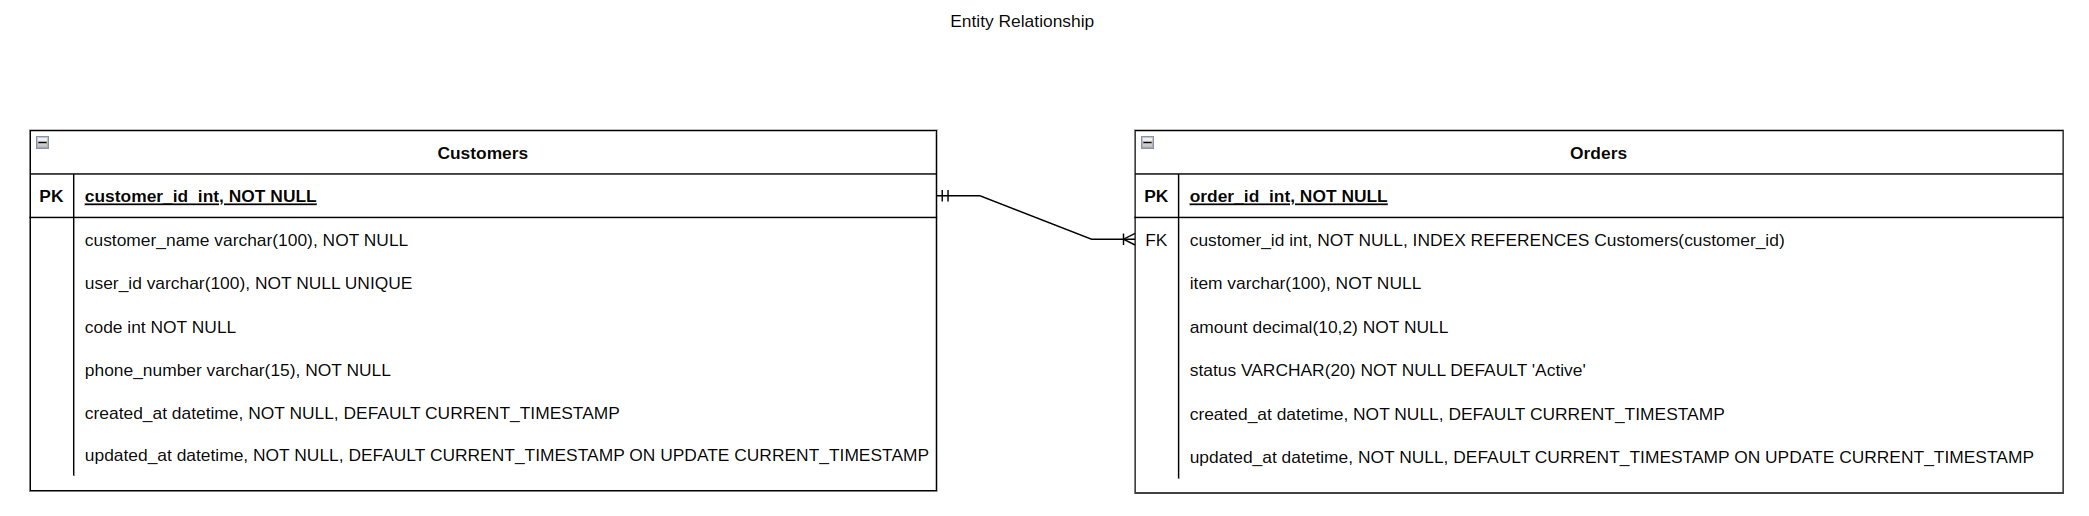 Entity Relationship
Customers
PK customer_id int, NOT NULL
customer_name varchar(100), NOT NULL
user_id varchar(100), NOT NULL UNIQUE
code int NOT NULL
phone_number varchar(15), NOT NULL
created_at datetime, NOT NULL, DEFAULT CURRENT_TIMESTAMP
updated_at datetime, NOT NULL, DEFAULT CURRENT_TIMESTAMP ON UPDATE CURRENT_TIMESTAMP
Orders
PK order_id int, NOT NULL
FK customer_id int, NOT NULL, INDEX REFERENCES Customers(customer_id)
item varchar(100), NOT NULL
amount decimal(10,2) NOT NULL
status VARCHAR(20) NOT NULL DEFAULT 'Active'
created_at datetime, NOT NULL, DEFAULT CURRENT_TIMESTAMP
updated_at datetime, NOT NULL, DEFAULT CURRENT_TIMESTAMP ON UPDATE CURRENT_TIMESTAMP